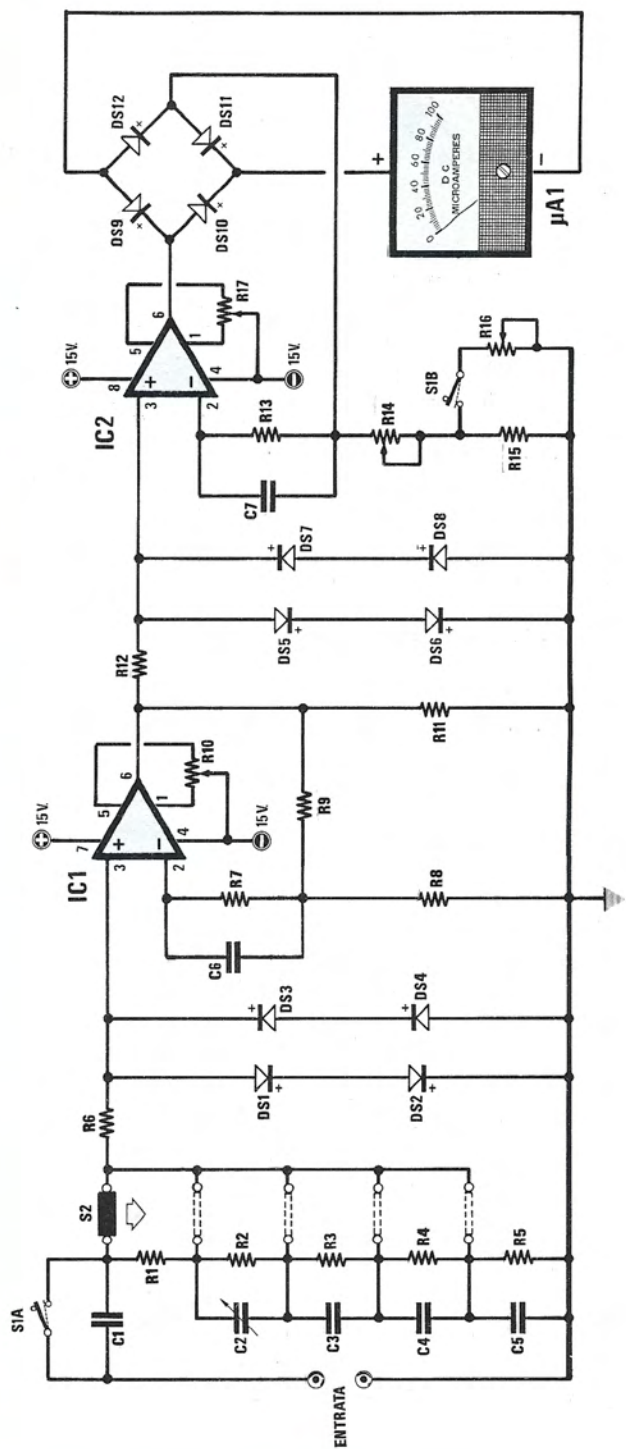 S1A
C1
S2
R1
R2
R3
R4
R5
C2
C3
C4
C5
ENTRATA
R6
DS1
DS2
DS3
DS4
IC1
15V.
7
3
+
2
−
4
5
6
1
R10
15V.
C6
R7
R8
R9
R11
R12
DS5
DS6
DS7
DS8
IC2
15V.
8
3
+
2
−
4
5
6
1
R17
15V.
C7
R13
R14
R15
S1B
R16
DS9
DS10
DS11
DS12
+
0 20 40 60 80 100
D C
MICROAMPERES
−
µA1